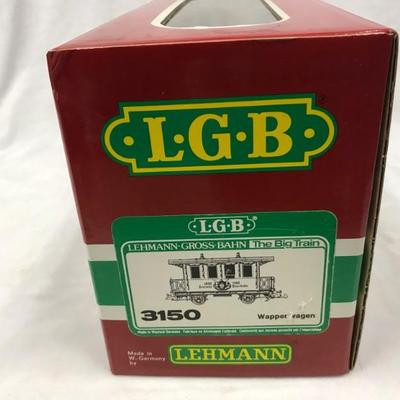 L·G·B
L·G·B
LEHMANN·GROSS·BAHN The Big Train
3150
Made in
W.-Germany
by
LEHMANN